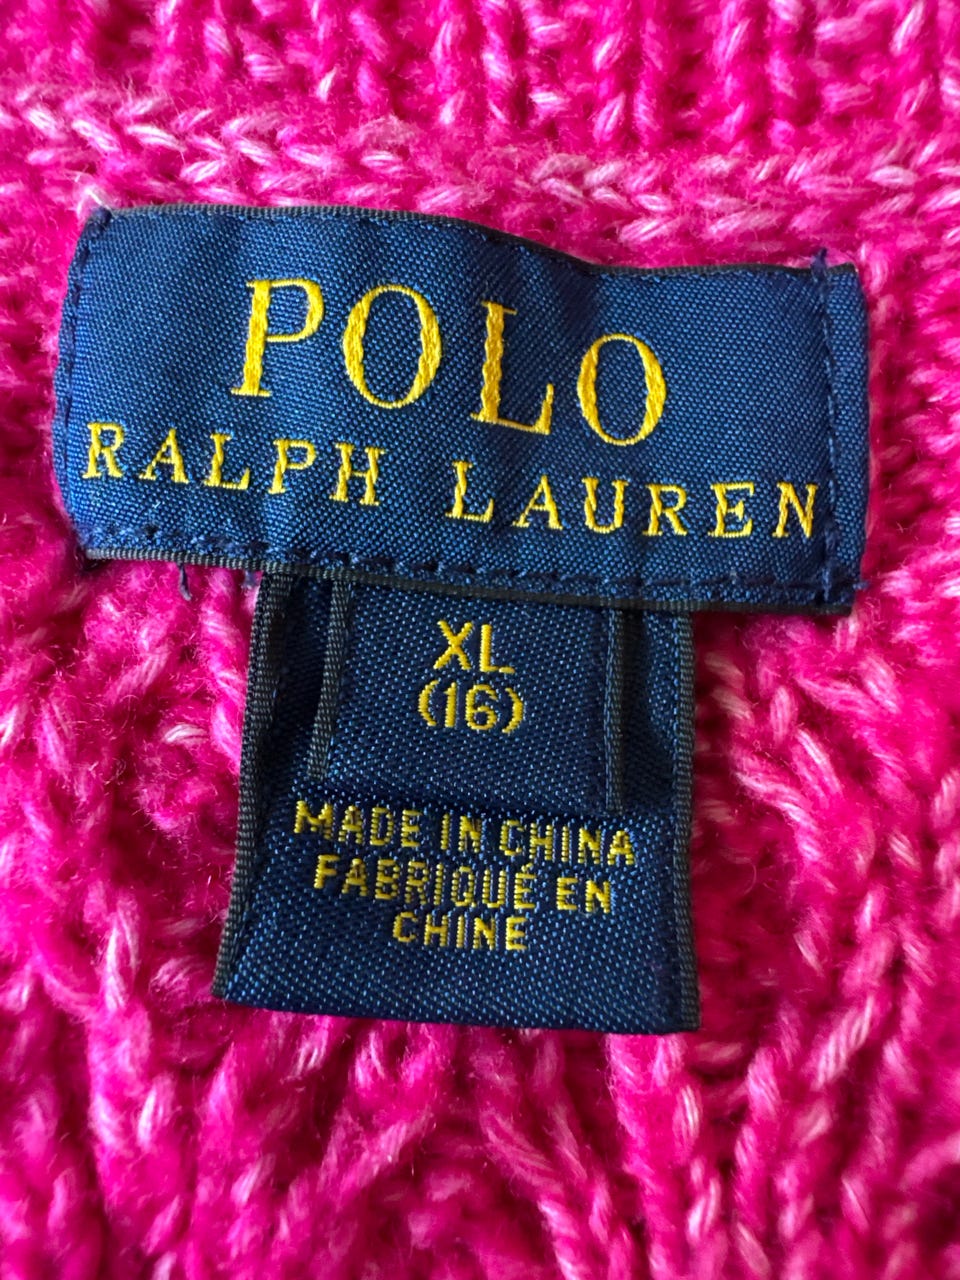 POLO
RALPH LAUREN
XL
(16)
MADE IN CHINA
FABRIQUÉ EN
CHINE